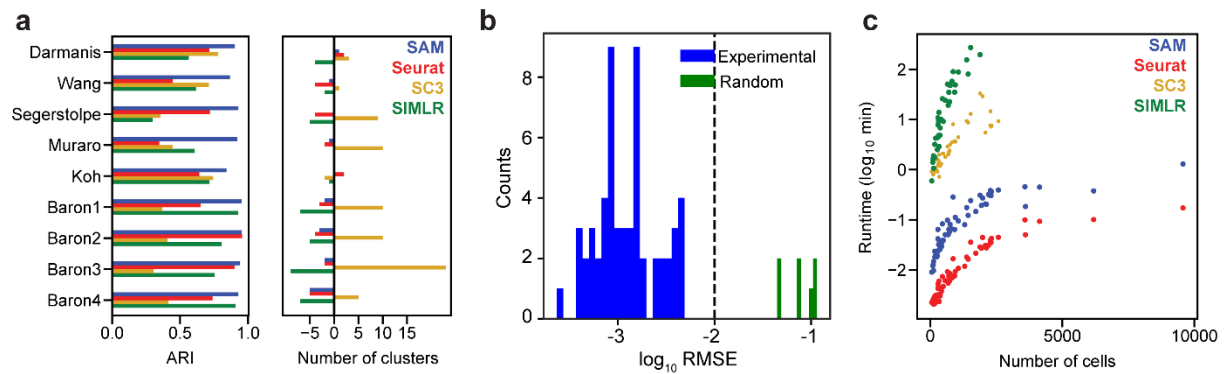 a
Darmanis
Wang
Segerstolpe
Muraro
Koh
Baron1
Baron2
Baron3
Baron4
0.0 0.5 1.0
ARI
SAM
Seurat
SC3
SIMLR
−5 0 5 10 15
Number of clusters
b
Experimental
Random
8
6
4
2
0
Counts
-3 -2 -1
log10 RMSE
c
SAM
Seurat
SC3
SIMLR
2
1
0
−1
−2
Runtime (log10 min)
0 5000 10000
Number of cells